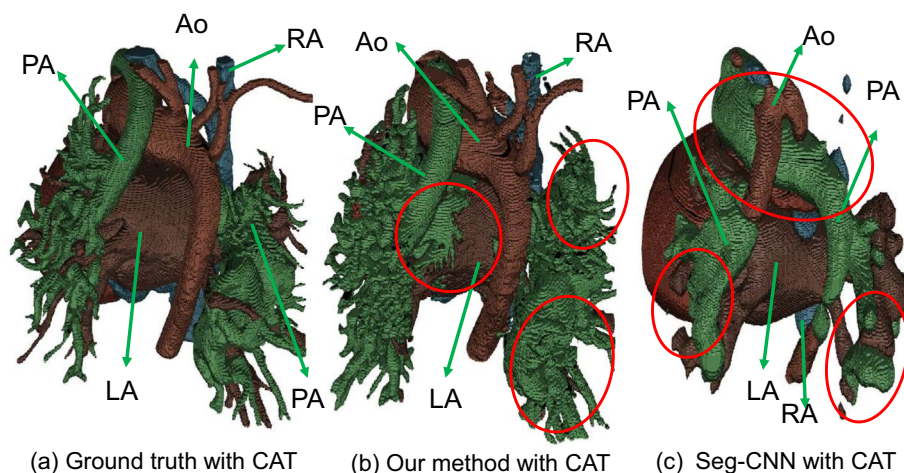 Ao
RA
PA
LA
PA
Ao
RA
PA
LA
Ao
PA
PA
LA
RA
(a) Ground truth with CAT
(b) Our method with CAT
(c) Seg-CNN with CAT